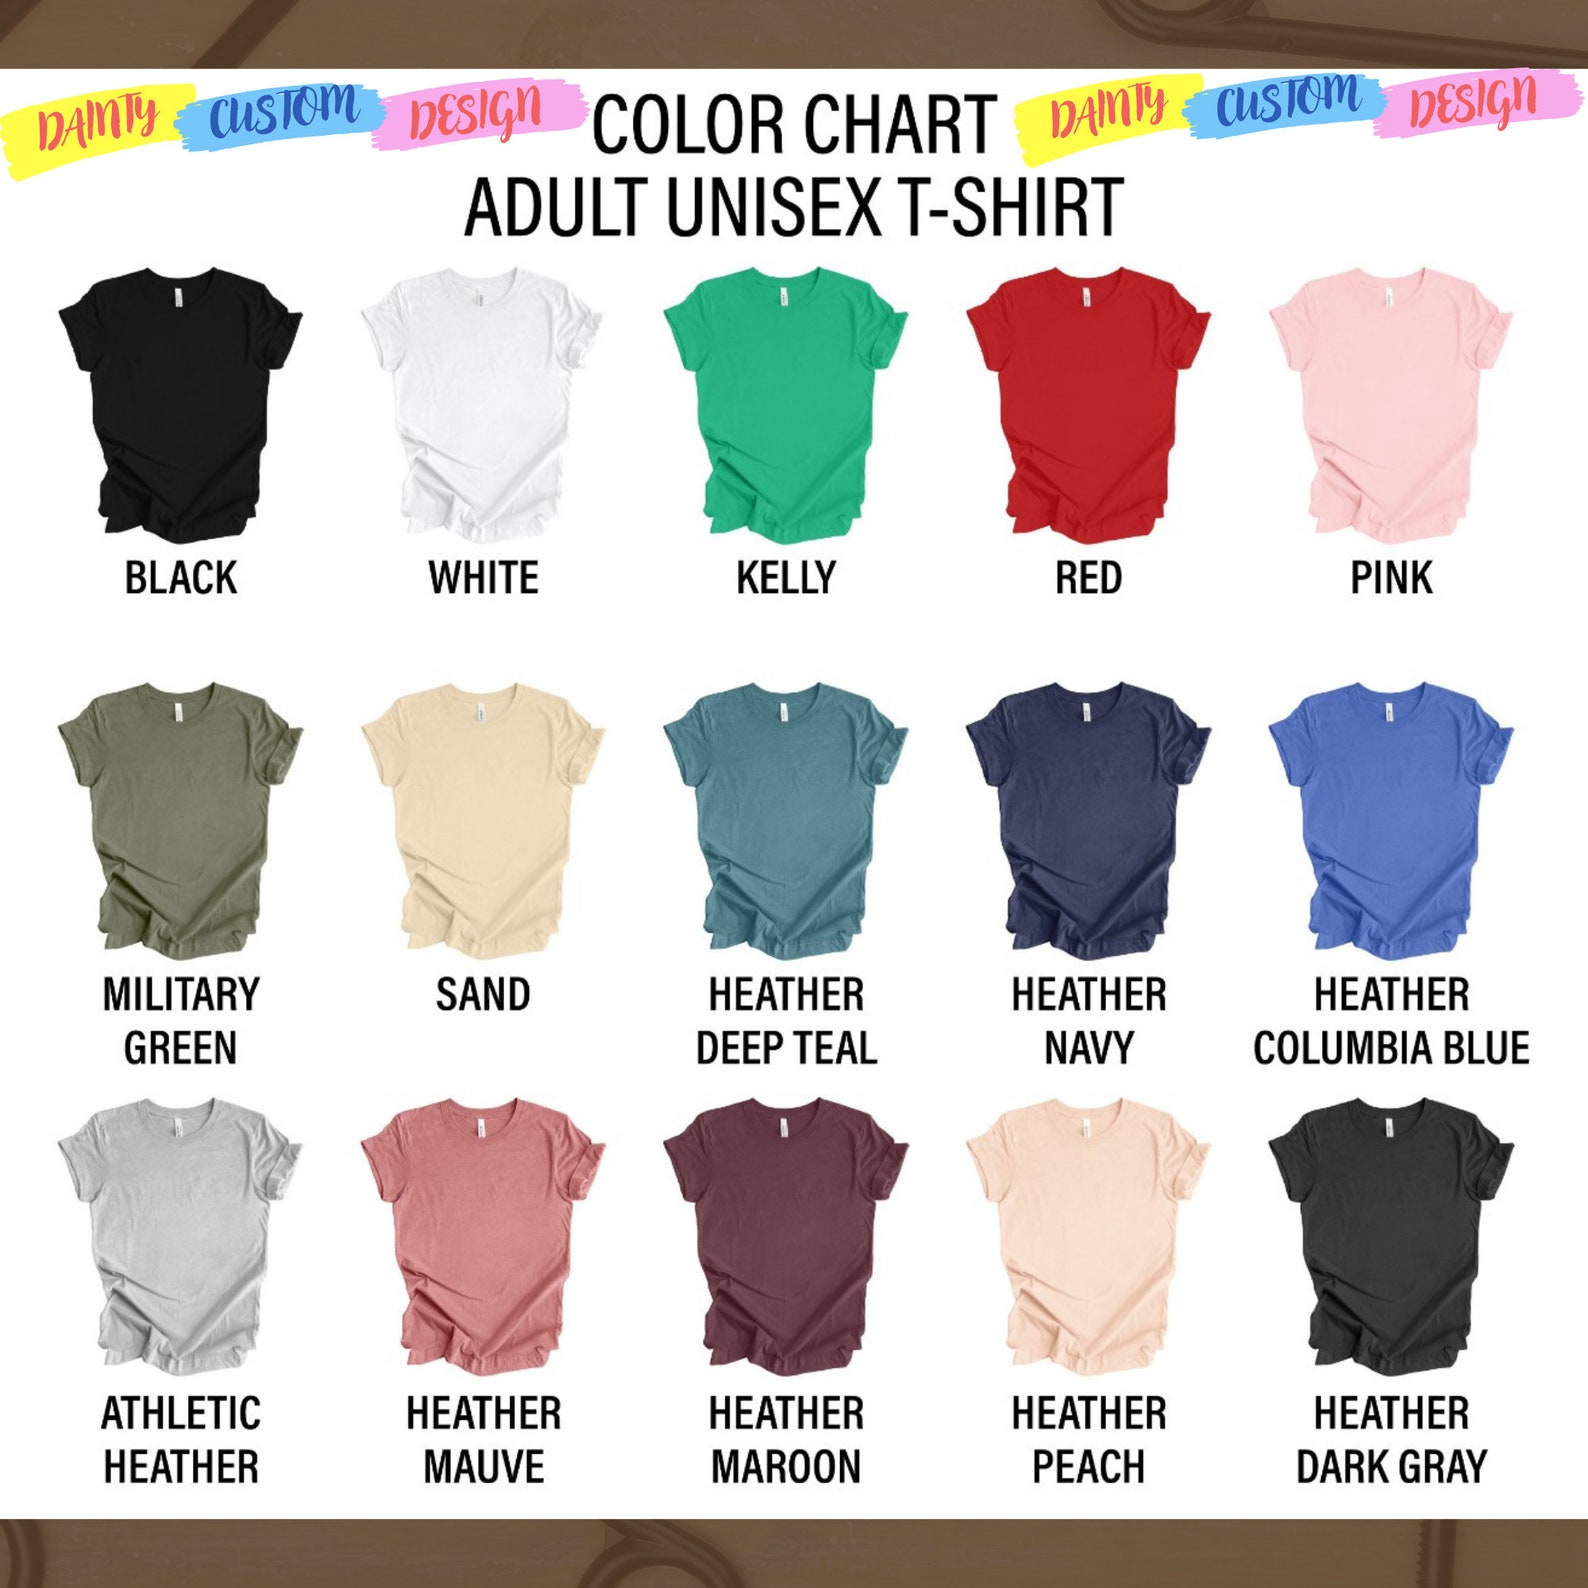 DAINTY CUSTOM DESIGN
COLOR CHART
DAINTY CUSTOM DESIGN
ADULT UNISEX T-SHIRT
BLACK
WHITE
KELLY
RED
PINK
MILITARY
GREEN
SAND
HEATHER
DEEP TEAL
HEATHER
NAVY
HEATHER
COLUMBIA BLUE
ATHLETIC
HEATHER
HEATHER
MAUVE
HEATHER
MAROON
HEATHER
PEACH
HEATHER
DARK GRAY